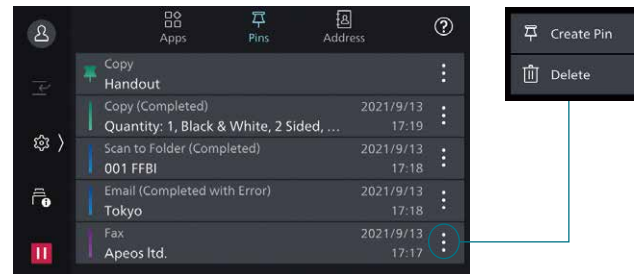 Apps
Pins
Address
Copy
Handout
Copy (Completed) 2021/9/13
Quantity: 1, Black & White, 2 Sided, ... 17:19
Scan to Folder (Completed) 2021/9/13
001 FFBI 17:18
Email (Completed with Error) 2021/9/13
Tokyo 17:18
Fax 2021/9/13
Apeos ltd. 17:17
Create Pin
Delete